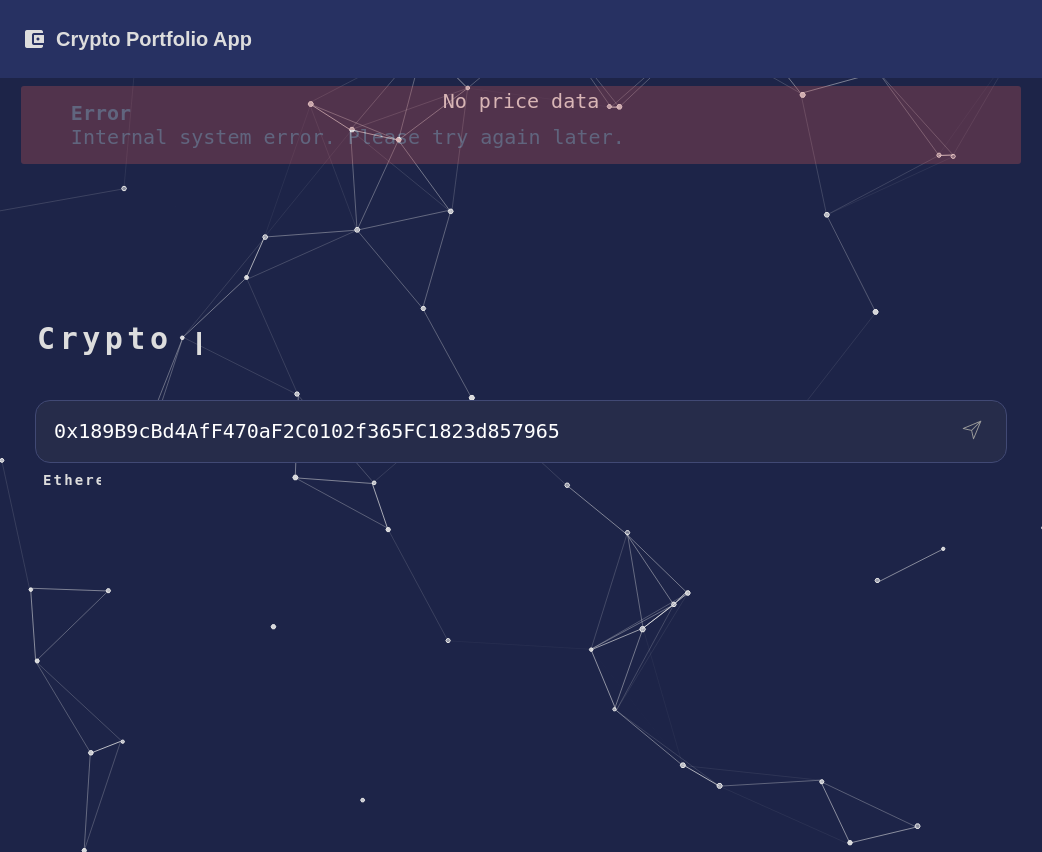 Crypto Portfolio App
No price data
Error
Internal system error. Please try again later.
Crypto
0x189B9cBd4AfF470aF2C0102f365FC1823d857965
Ethere